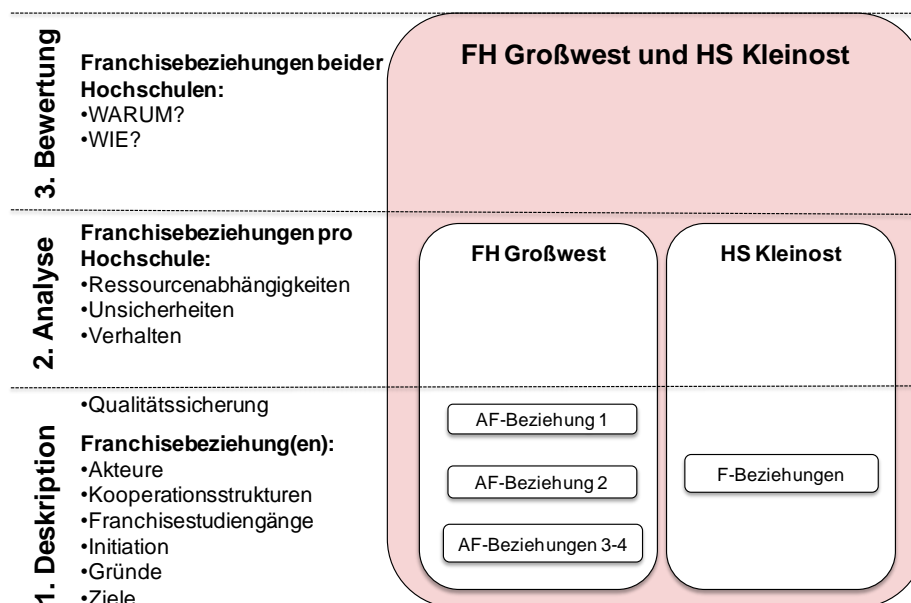 3. Bewertung
Franchisebeziehungen beider
Hochschulen:
•WARUM?
•WIE?
FH Großwest und HS Kleinost
2. Analyse
Franchisebeziehungen pro
Hochschule:
•Ressourcenabhängigkeiten
•Unsicherheiten
•Verhalten
FH Großwest
HS Kleinost
1. Deskription
•Qualitätssicherung
Franchisebeziehung(en):
•Akteure
•Kooperationsstrukturen
•Franchisestudiengänge
•Initiation
•Gründe
•Ziele
AF-Beziehung 1
AF-Beziehung 2
AF-Beziehungen 3-4
F-Beziehungen